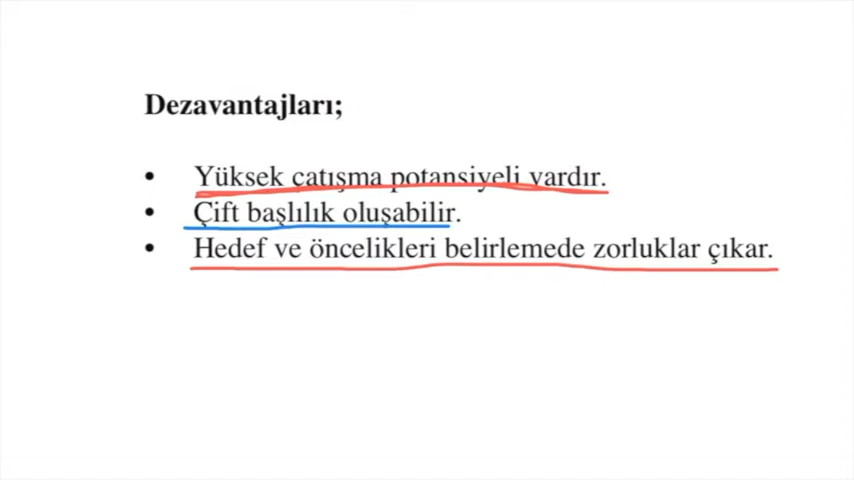 Dezavantajları;
• Yüksek çatışma potansiyeli vardır.
• Çift başlılık oluşabilir.
• Hedef ve öncelikleri belirlemede zorluklar çıkar.